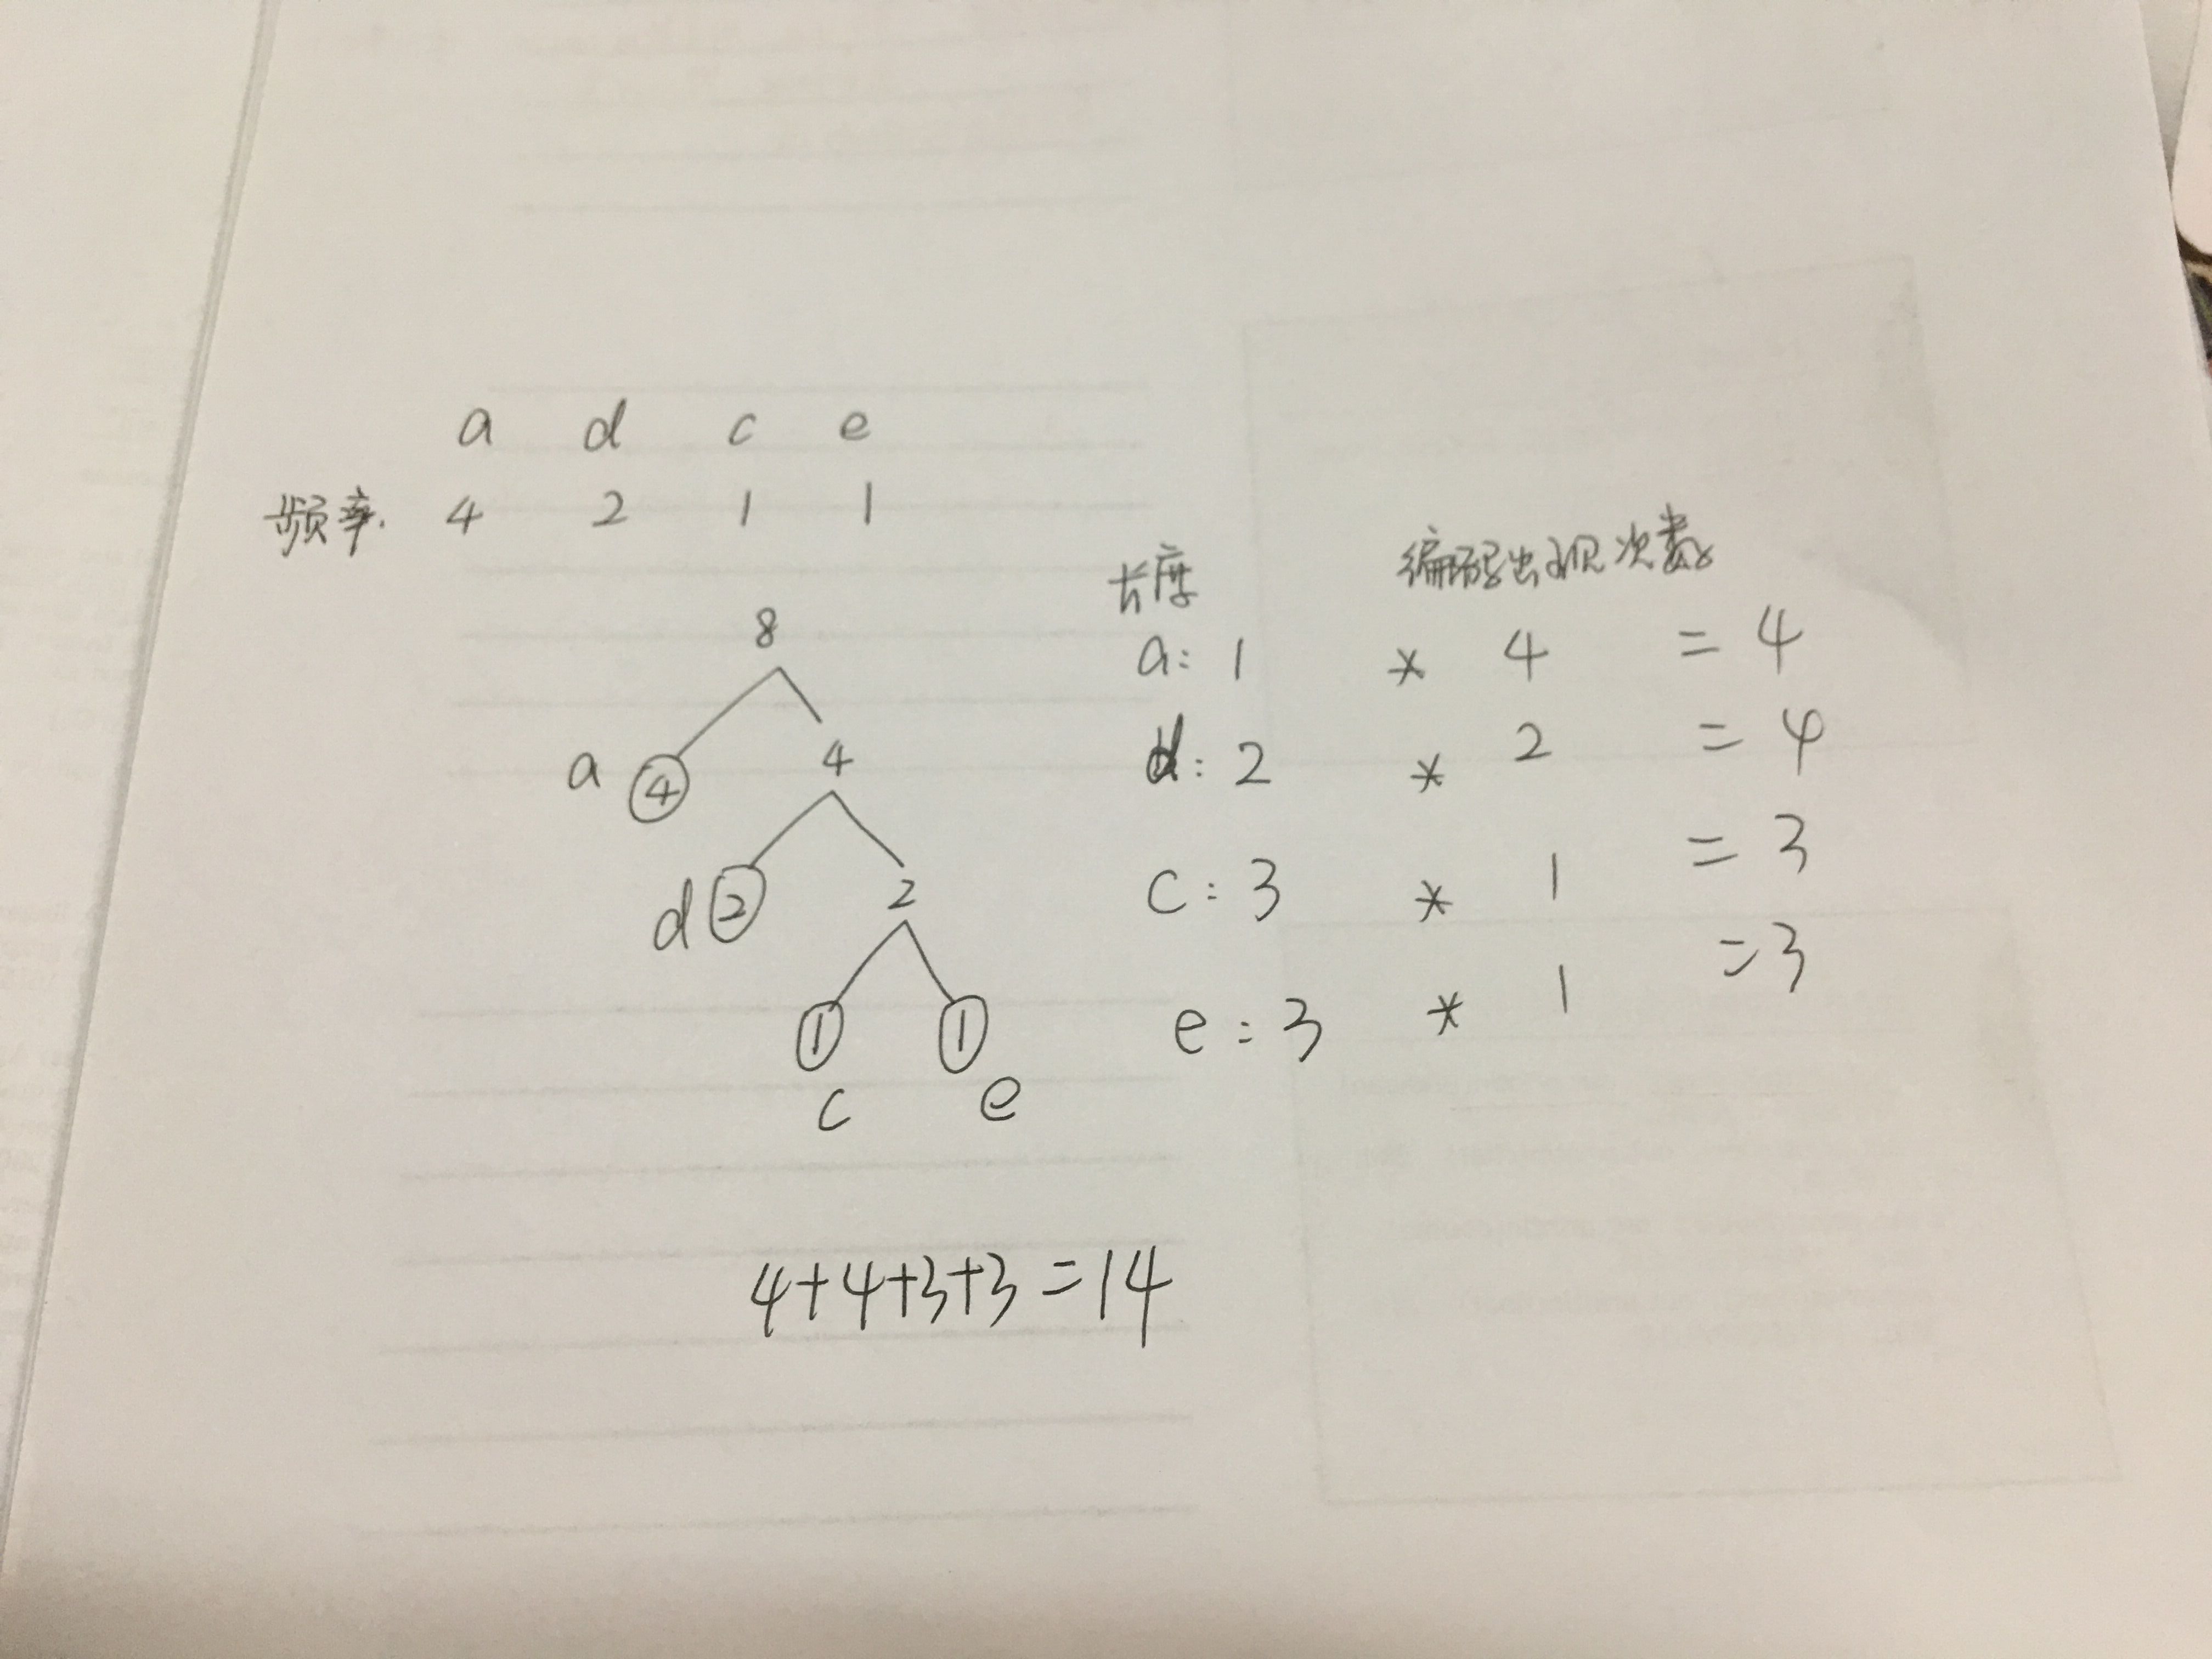 a d c e
频率. 4 2 1 1
长度 编码出现次数
8
a: 1 * 4 = 4
a 4 4
d: 2 * 2 = 4
d 2 2
c: 3 * 1 = 3
1 1
e: 3 * 1 = 3
c e
4+4+3+3=14